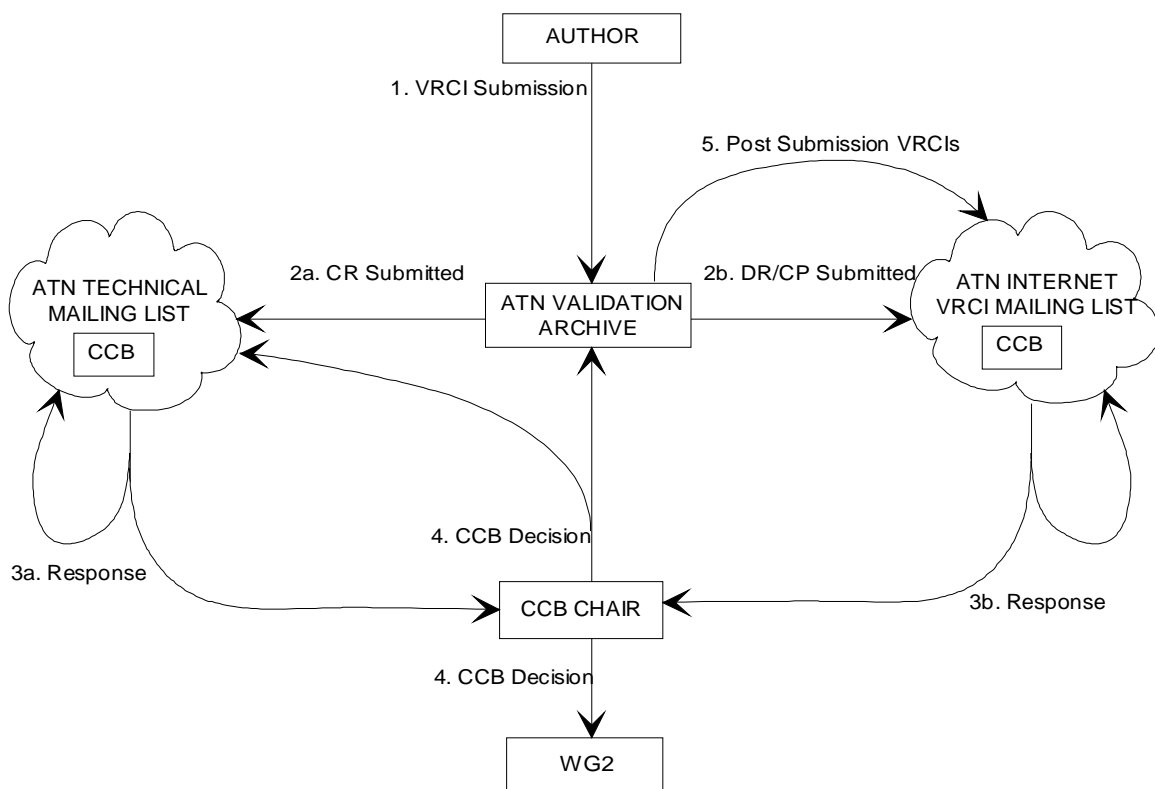 AUTHOR
1. VRCI Submission
5. Post Submission VRCIs
2a. CR Submitted
2b. DR/CP Submitted
ATN TECHNICAL
MAILING LIST
CCB
ATN VALIDATION
ARCHIVE
ATN INTERNET
VRCI MAILING LIST
CCB
4. CCB Decision
3a. Response
CCB CHAIR
3b. Response
4. CCB Decision
WG2